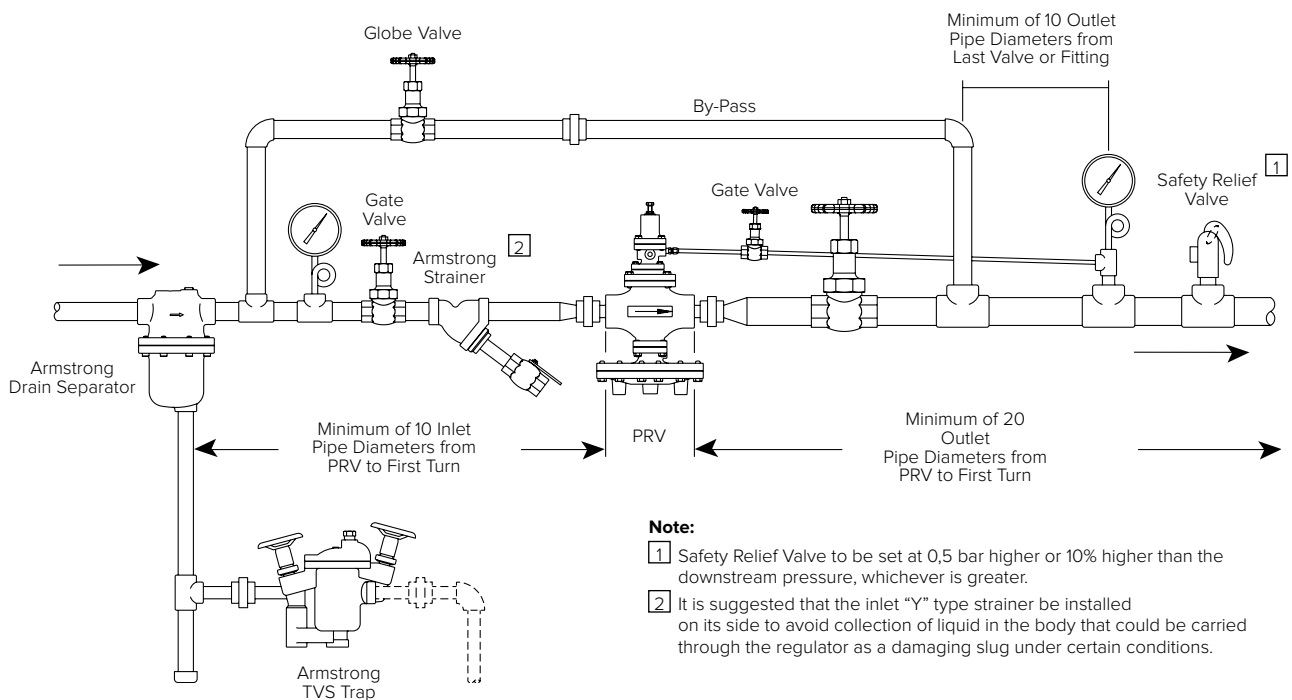 Globe Valve
Minimum of 10 Outlet
Pipe Diameters from
Last Valve or Fitting
By-Pass
Gate
Valve
Armstrong
Strainer
2
Gate Valve
Safety Relief
Valve
1
Armstrong
Drain Separator
Minimum of 10 Inlet
Pipe Diameters from
PRV to First Turn
PRV
Minimum of 20
Outlet
Pipe Diameters from
PRV to First Turn
Armstrong
TVS Trap
Note:
1 Safety Relief Valve to be set at 0,5 bar higher or 10% higher than the
downstream pressure, whichever is greater.
2 It is suggested that the inlet “Y” type strainer be installed
on its side to avoid collection of liquid in the body that could be carried
through the regulator as a damaging slug under certain conditions.